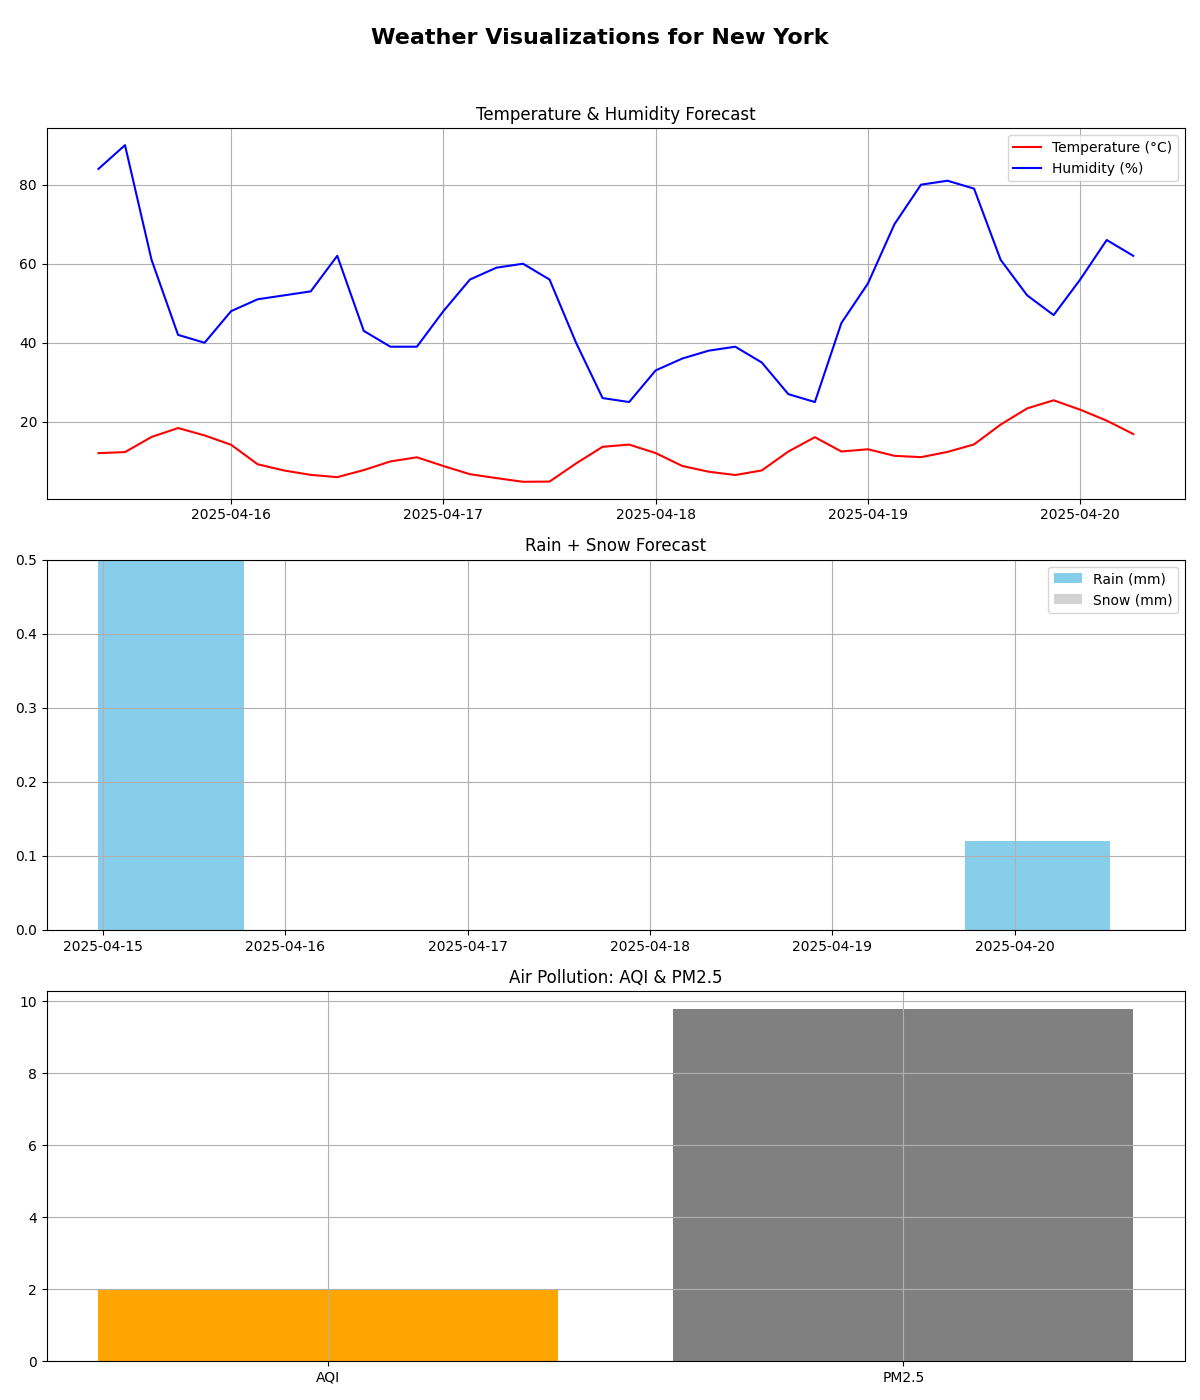 Weather Visualizations for New York
Temperature & Humidity Forecast
Temperature (°C)
Humidity (%)
80
60
40
20
2025-04-16
2025-04-17
2025-04-18
2025-04-19
2025-04-20
Rain + Snow Forecast
Rain (mm)
Snow (mm)
0.5
0.4
0.3
0.2
0.1
0.0
2025-04-15
2025-04-16
2025-04-17
2025-04-18
2025-04-19
2025-04-20
Air Pollution: AQI & PM2.5
10
8
6
4
2
0
AQI
PM2.5